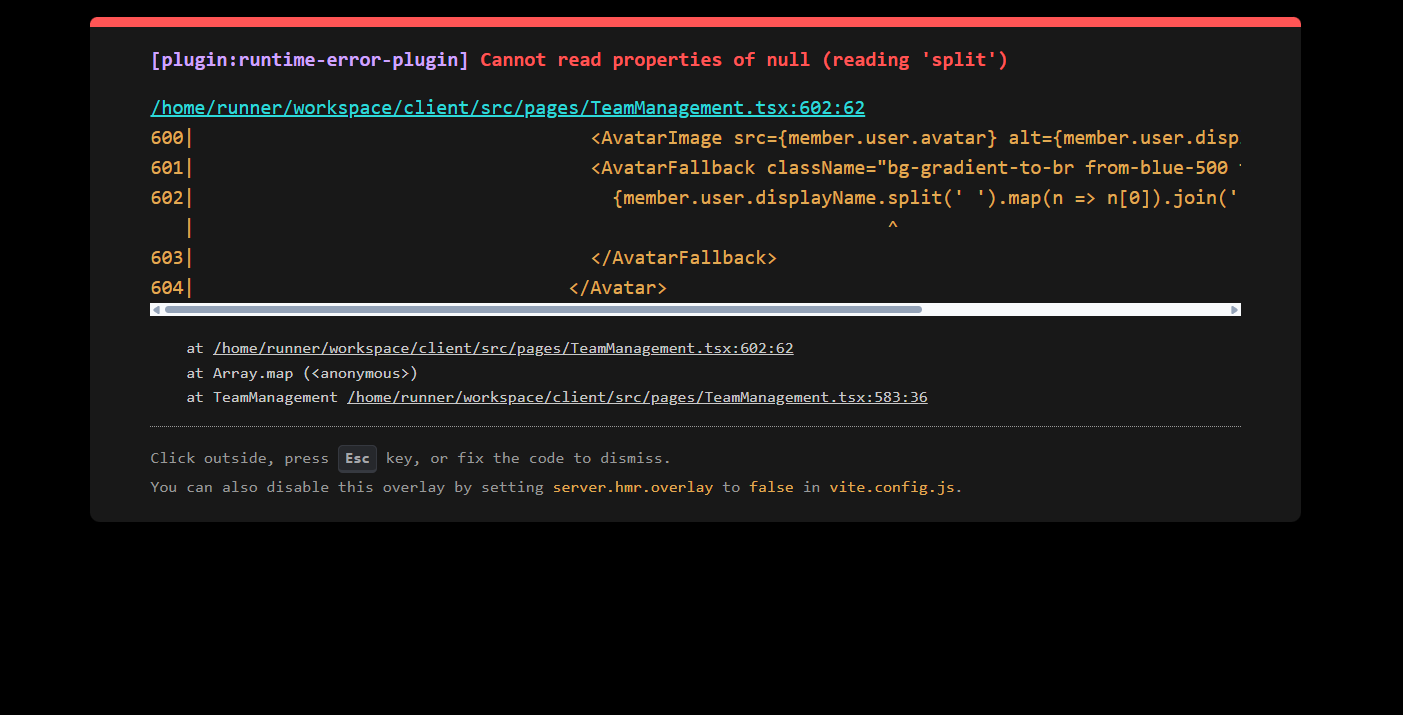 [plugin:runtime-error-plugin] Cannot read properties of null (reading 'split')
/home/runner/workspace/client/src/pages/TeamManagement.tsx:602:62
600|                                    <AvatarImage src={member.user.avatar} alt={member.user.disp
601|                                    <AvatarFallback className="bg-gradient-to-br from-blue-500
602|                                      {member.user.displayName.split(' ').map(n => n[0]).join('
   |                                                               ^
603|                                    </AvatarFallback>
604|                                  </Avatar>
at /home/runner/workspace/client/src/pages/TeamManagement.tsx:602:62
at Array.map (<anonymous>)
at TeamManagement /home/runner/workspace/client/src/pages/TeamManagement.tsx:583:36
Click outside, press Esc key, or fix the code to dismiss.
You can also disable this overlay by setting server.hmr.overlay to false in vite.config.js.